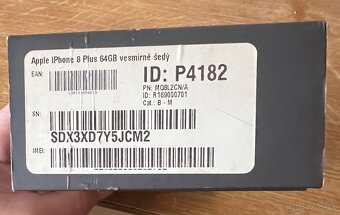 Apple iPhone 8 Plus 64GB vesmírně šedý
EAN:
ID: P4182
PN: MQ8L2CN/A
ID: R169000701
Cat.: B - M
SN:
SDX3XD7Y5JCM2
IMEI: